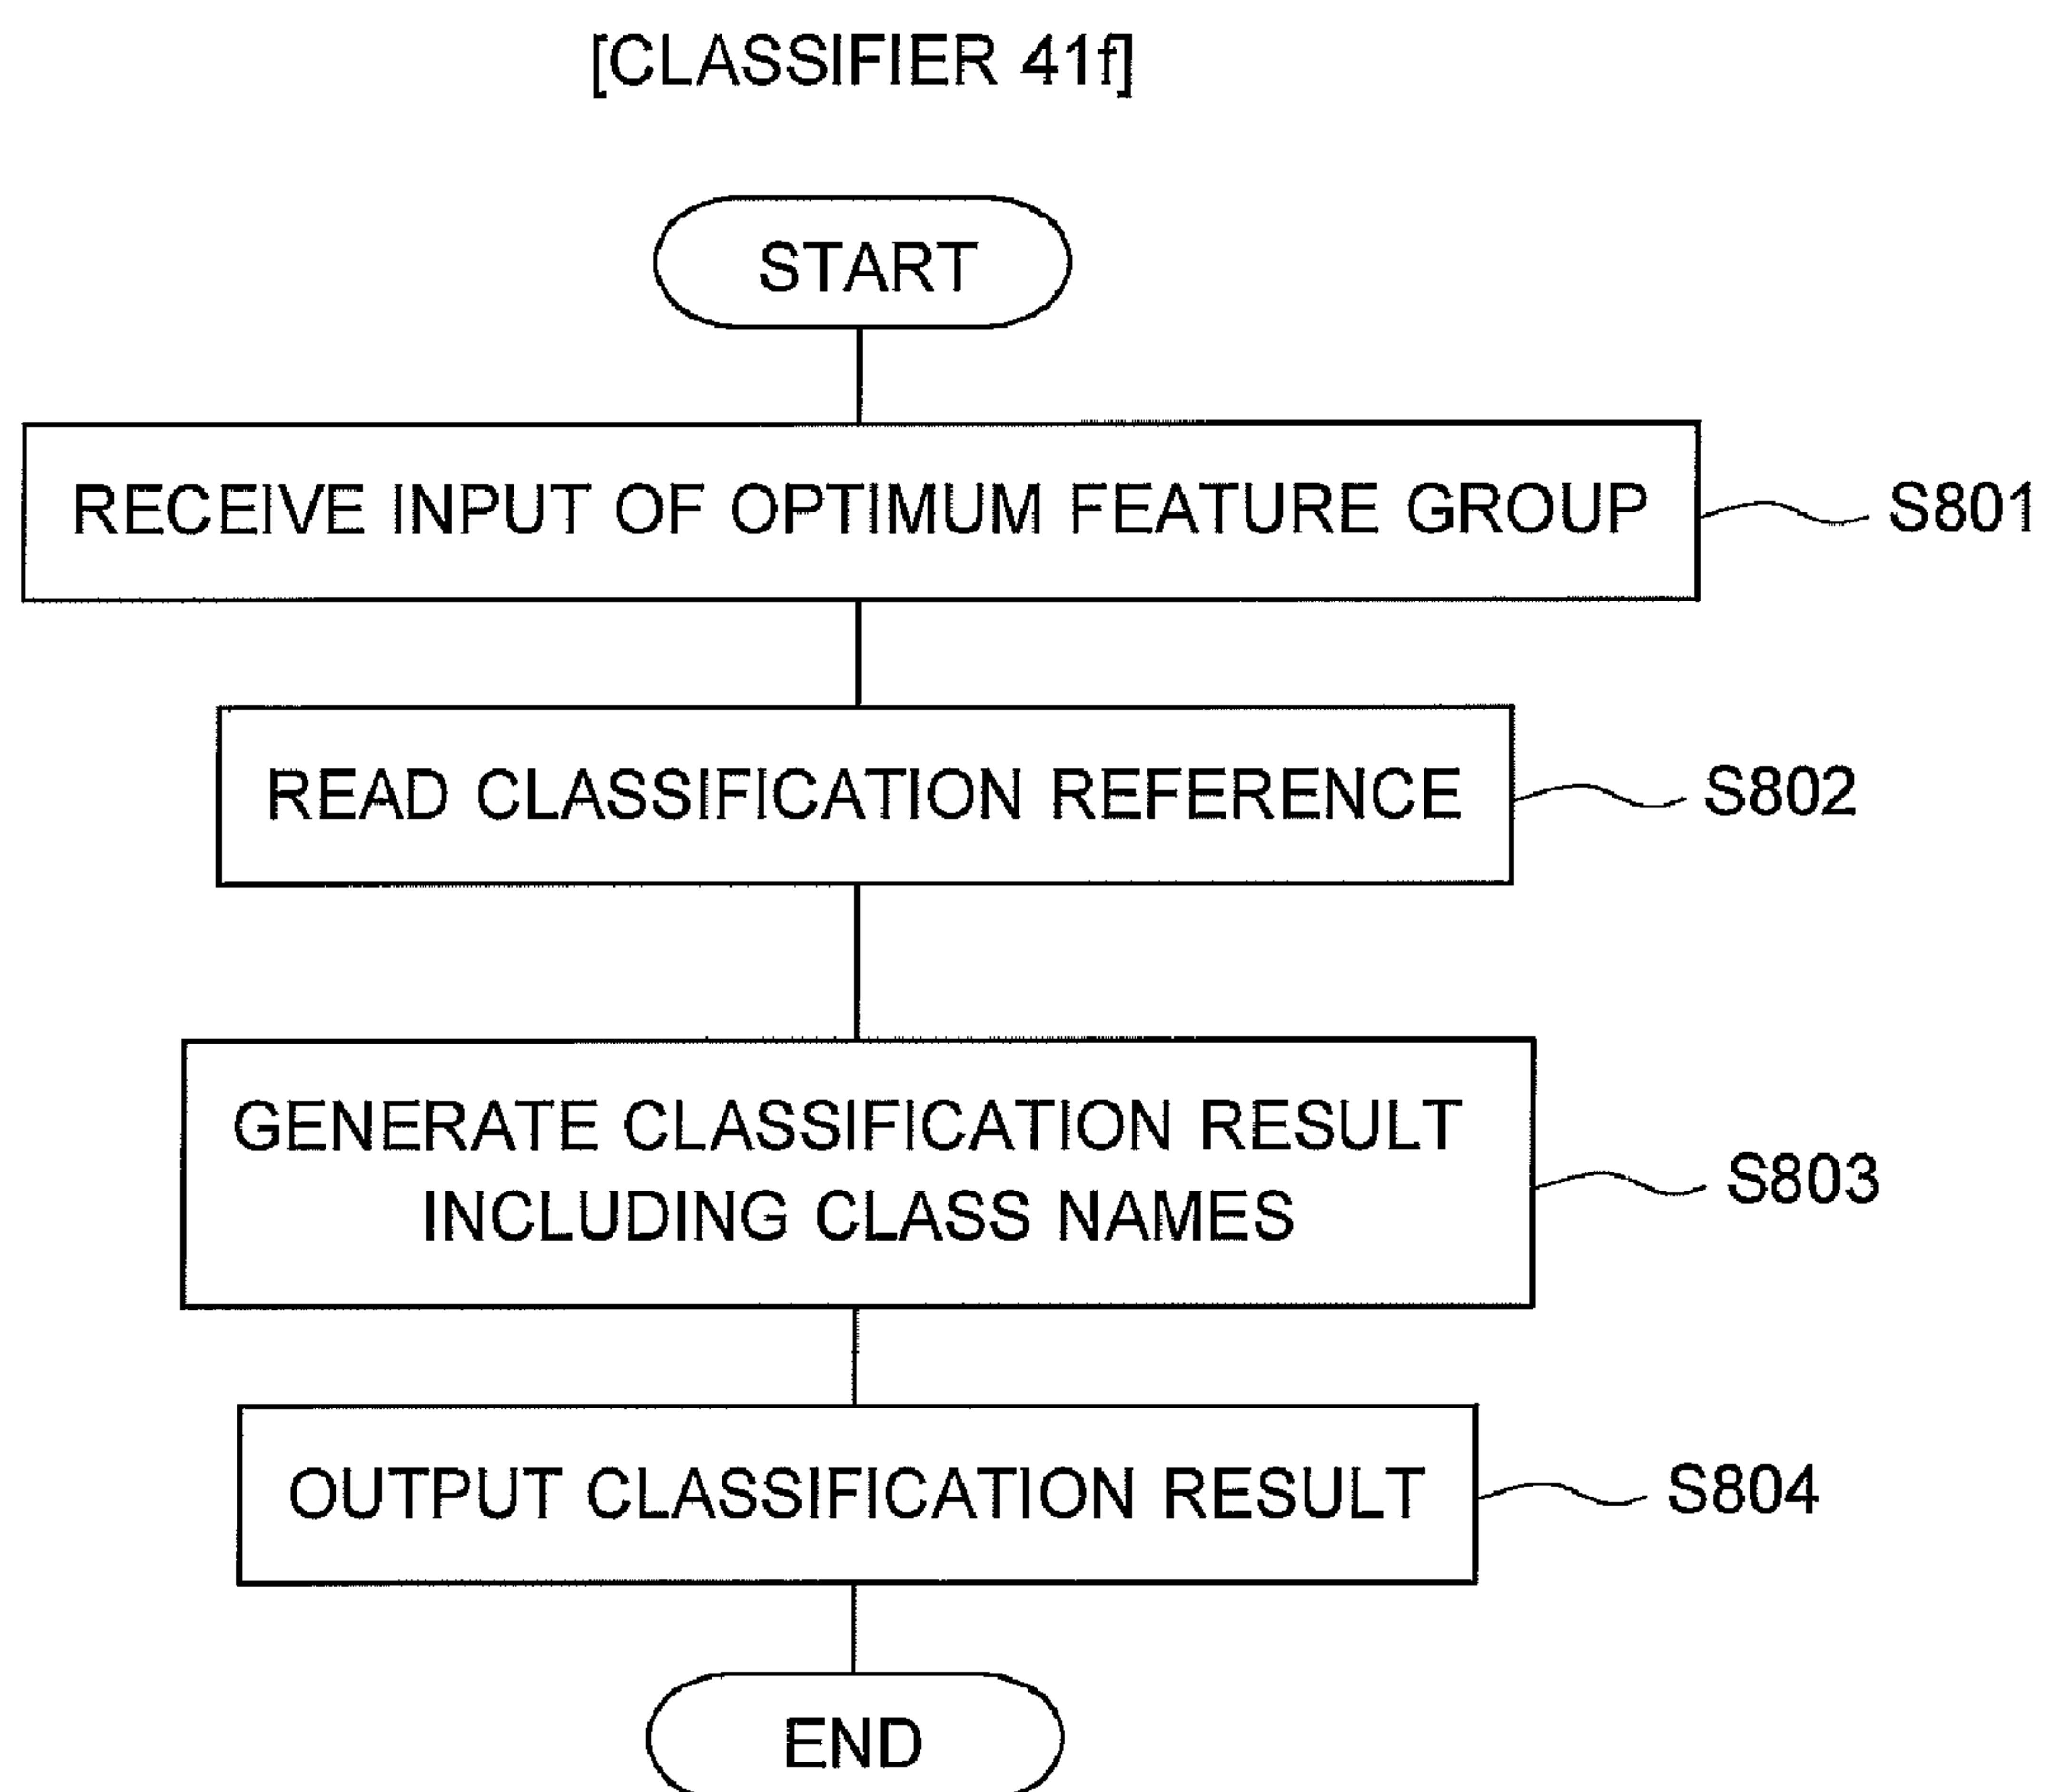 [CLASSIFIER 41f]
START
RECEIVE INPUT OF OPTIMUM FEATURE GROUP
S801
READ CLASSIFICATION REFERENCE
S802
GENERATE CLASSIFICATION RESULT
INCLUDING CLASS NAMES
S803
OUTPUT CLASSIFICATION RESULT
S804
END